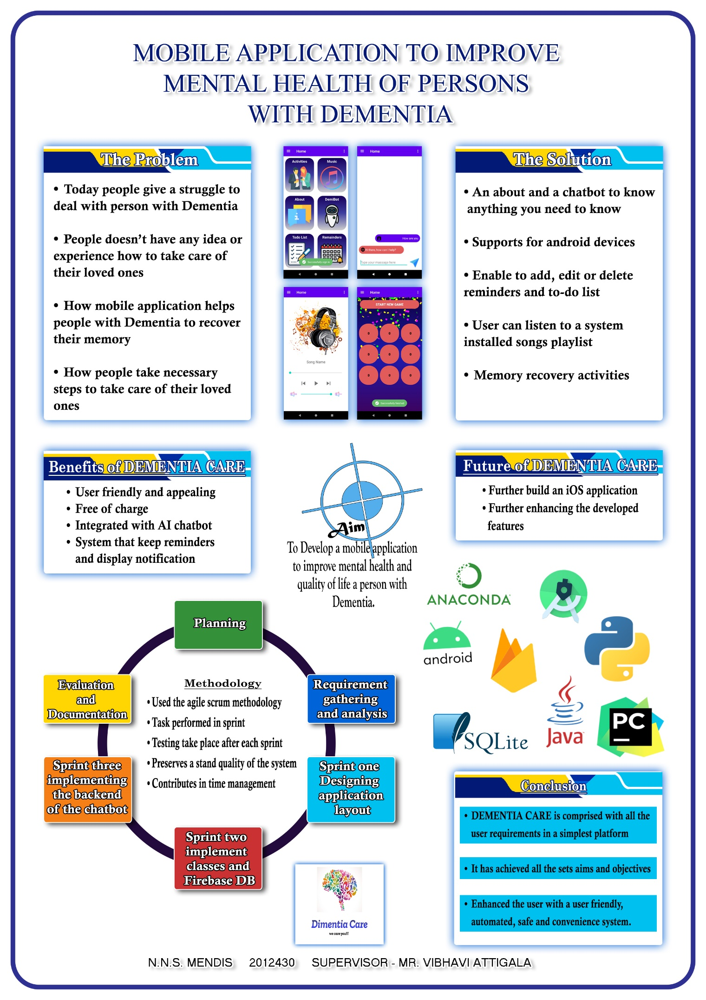 MOBILE APPLICATION TO IMPROVE
MENTAL HEALTH OF PERSONS
WITH DEMENTIA
The Problem
• Today people give a struggle to
deal with person with Dementia
• People doesn't have any idea or
experience how to take care of
their loved ones
• How mobile application helps
people with Dementia to recover
their memory
• How people take necessary
steps to take care of their loved
ones
Home
Activities
Music
About
DemiBot
Todo List
Remainders
Successfully sign in
Home
How are you
Hi there, how can I help?
Type your massage here
Home
Song Name
Home
START NEW GAME
0 0 0
0 0 0
0 0 0
Successfully finished
The Solution
• An about and a chatbot to know
anything you need to know
• Supports for android devices
• Enable to add, edit or delete
reminders and to-do list
• User can listen to a system
installed songs playlist
• Memory recovery activities
Benefits of DEMENTIA CARE
• User friendly and appealing
• Free of charge
• Integrated with AI chatbot
• System that keep reminders
and display notification
Aim
To Develop a mobile application
to improve mental health and
quality of life a person with
Dementia.
Future of DEMENTIA CARE
• Further build an iOS application
• Further enhancing the developed
features
ANACONDA
android
SQLite
Java
PC
Planning
Requirement
gathering
and analysis
Sprint one
Designing
application
layout
Sprint two
implement
classes and
Firebase DB
Sprint three
implementing
the backend
of the chatbot
Evaluation
and
Documentation
Methodology
• Used the agile scrum methodology
• Task performed in sprint
• Testing take place after each sprint
• Preserves a stand quality of the system
• Contributes in time management
Conclusion
• DEMENTIA CARE is comprised with all the
user requirements in a simplest platform
• It has achieved all the sets aims and objectives
• Enhanced the user with a user friendly,
automated, safe and convenience system.
Dimentia Care
we care you!!!
N.N.S. MENDIS 2012430 SUPERVISOR - MR. VIBHAVI ATTIGALA